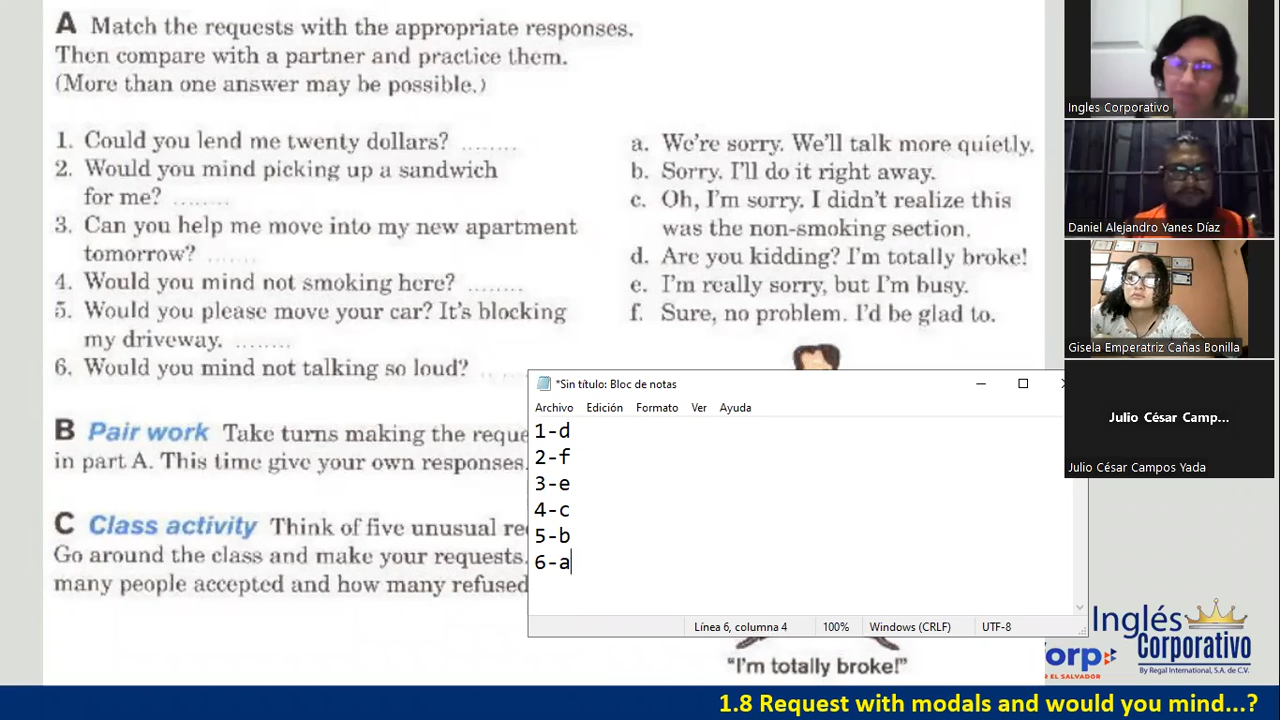 A Match the requests with the appropriate responses.
Then compare with a partner and practice them.
(More than one answer may be possible.)
1. Could you lend me twenty dollars? ........
2. Would you mind picking up a sandwich
for me? ........
3. Can you help me move into my new apartment
tomorrow? ........
4. Would you mind not smoking here? ........
5. Would you please move your car? It's blocking
my driveway. ........
6. Would you mind not talking so loud?
a. We're sorry. We'll talk more quietly.
b. Sorry. I'll do it right away.
c. Oh, I'm sorry. I didn't realize this
was the non-smoking section.
d. Are you kidding? I'm totally broke!
e. I'm really sorry, but I'm busy.
f. Sure, no problem. I'd be glad to.
B Pair work Take turns making the reque
in part A. This time give your own responses.
C Class activity Think of five unusual re
Go around the class and make your requests.
many people accepted and how many refused
*Sin título: Bloc de notas
Archivo Edición Formato Ver Ayuda
1-d
2-f
3-e
4-c
5-b
6-a
Línea 6, columna 4 100% Windows (CRLF) UTF-8
"I'm totally broke!"
Ingles Corporativo
Daniel Alejandro Yanes Díaz
Gisela Emperatriz Cañas Bonilla
Julio César Camp...
Julio César Campos Yada
Inglés
Corporativo
By Regal International, S.A. de C.V.
orp
R EL SALVADOR
1.8 Request with modals and would you mind...?